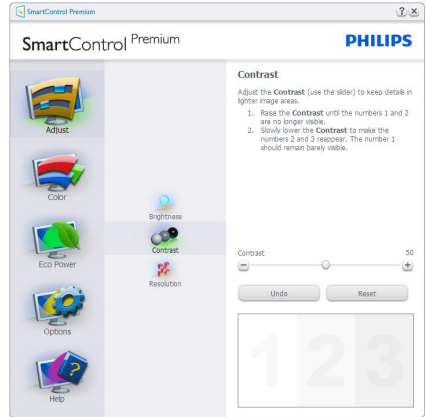 SmartControl Premium
SmartControl Premium
PHILIPS
Adjust
Color
Eco Power
Options
Help
Brightness
Contrast
Resolution
Contrast
Adjust the Contrast (use the slider) to keep details in
lighter image areas.
1. Raise the Contrast until the numbers 1 and 2
are no longer visible.
2. Slowly lower the Contrast to make the
numbers 2 and 3 reappear. The number 1
should remain barely visible.
Contrast 50
Undo Reset
1 2 3